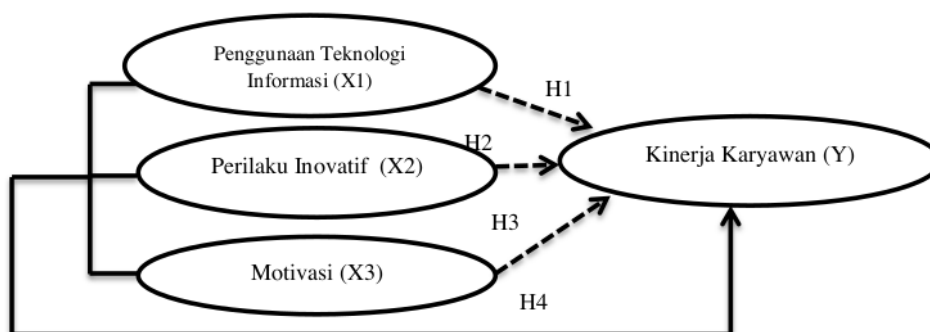 Penggunaan Teknologi
Informasi (X1)
H1
H2
Perilaku Inovatif (X2)
Kinerja Karyawan (Y)
H3
Motivasi (X3)
H4